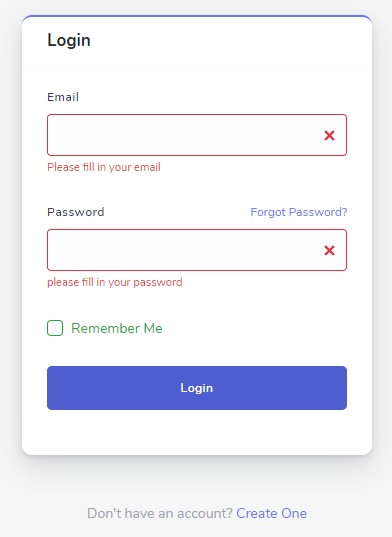 Login
Email
Please fill in your email
Password Forgot Password?
please fill in your password
Remember Me
Login
Don't have an account? Create One